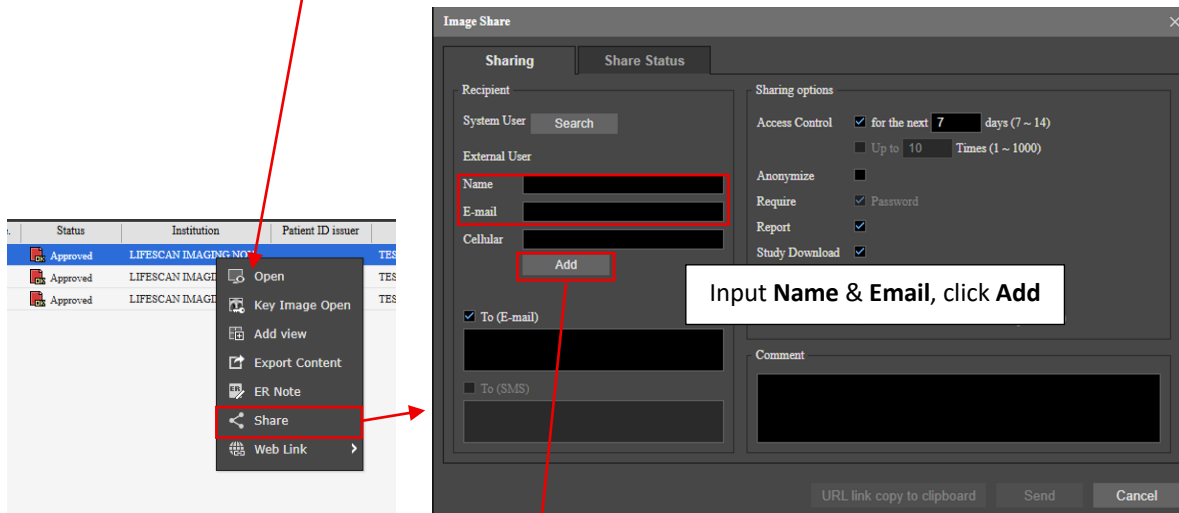 Image Share
Sharing
Share Status
Recipient
System User
Search
External User
Name
E-mail
Cellular
Add
To (E-mail)
To (SMS)
Sharing options
Access Control
for the next 7 days (7 ~ 14)
Up to 10 Times (1 ~ 1000)
Anonymize
Require
Password
Report
Study Download
Input Name & Email, click Add
Comment
URL link copy to clipboard
Send
Cancel
Status
Institution
Patient ID issuer
Approved
LIFESCAN IMAGING NOV
TES
Approved
LIFESCAN IMAGI
TES
Approved
LIFESCAN IMAGI
TES
Open
Key Image Open
Add view
Export Content
ER Note
Share
Web Link